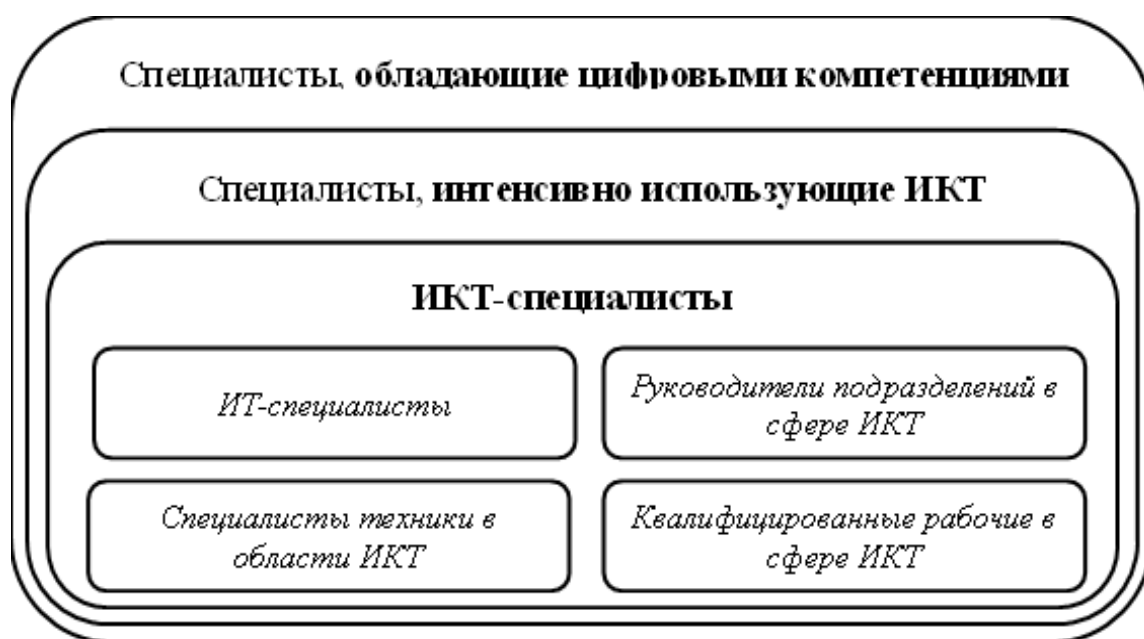 Специалисты, обладающие цифровыми компетенциями
Специалисты, интенсивно использующие ИКТ
ИКТ-специалисты
ИТ-специалисты
Руководители подразделений в
сфере ИКТ
Специалисты техники в
области ИКТ
Квалифицированные рабочие в
сфере ИКТ